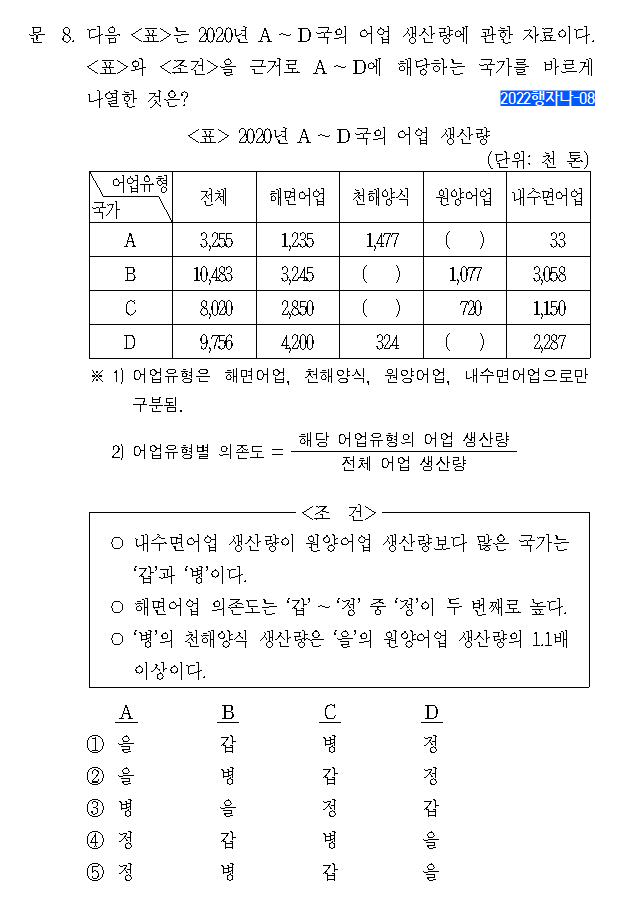 문 8. 다음 <표>는 2020년 A ~ D국의 어업 생산량에 관한 자료이다.
<표>와 <조건>을 근거로 A ~ D에 해당하는 국가를 바르게
나열한 것은?
2022행자나-08
<표> 2020년 A ~ D국의 어업 생산량
(단위: 천 톤)
어업유형 국가 전체 해면어업 천해양식 원양어업 내수면어업
A 3,255 1,235 1,477 ( ) 33
B 10,483 3,245 ( ) 1,077 3,058
C 8,020 2,850 ( ) 720 1,150
D 9,756 4,200 324 ( ) 2,287
※ 1) 어업유형은 해면어업, 천해양식, 원양어업, 내수면어업으로만
구분됨.
2) 어업유형별 의존도 = 해당 어업유형의 어업 생산량
전체 어업 생산량
<조 건>
○ 내수면어업 생산량이 원양어업 생산량보다 많은 국가는
‘갑’과 ‘병’이다.
○ 해면어업 의존도는 ‘갑’ ~ ‘정’ 중 ‘정’이 두 번째로 높다.
○ ‘병’의 천해양식 생산량은 ‘을’의 원양어업 생산량의 1.1배
이상이다.
A B C D
① 을 갑 병 정
② 을 병 갑 정
③ 병 을 정 갑
④ 정 갑 병 을
⑤ 정 병 갑 을